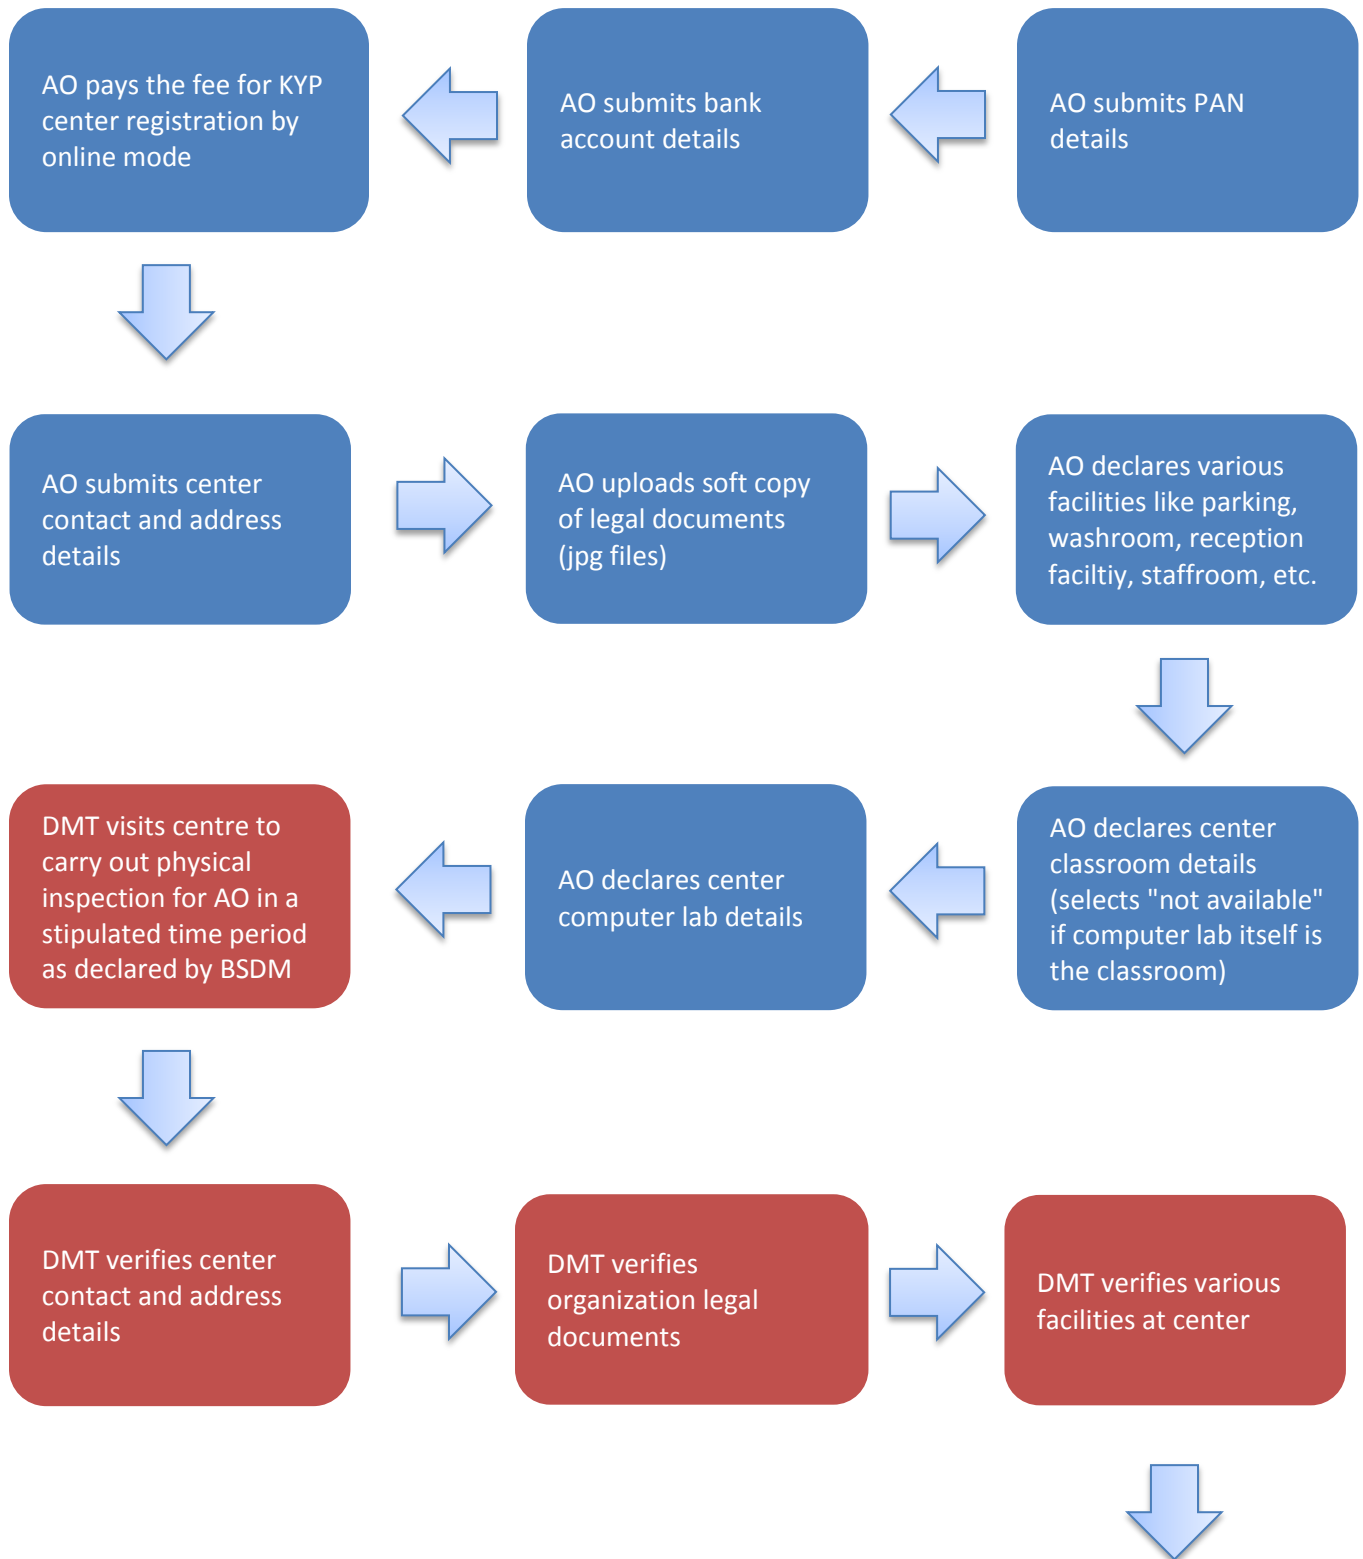 AO pays the fee for KYP
center registration by
online mode
AO submits bank
account details
AO submits PAN
details
AO submits center
contact and address
details
AO uploads soft copy
of legal documents
(jpg files)
AO declares various
facilities like parking,
washroom, reception
faciltiy, staffroom, etc.
DMT visits centre to
carry out physical
inspection for AO in a
stipulated time period
as declared by BSDM
AO declares center
computer lab details
AO declares center
classroom details
(selects "not available"
if computer lab itself is
the classroom)
DMT verifies center
contact and address
details
DMT verifies
organization legal
documents
DMT verifies various
facilities at center